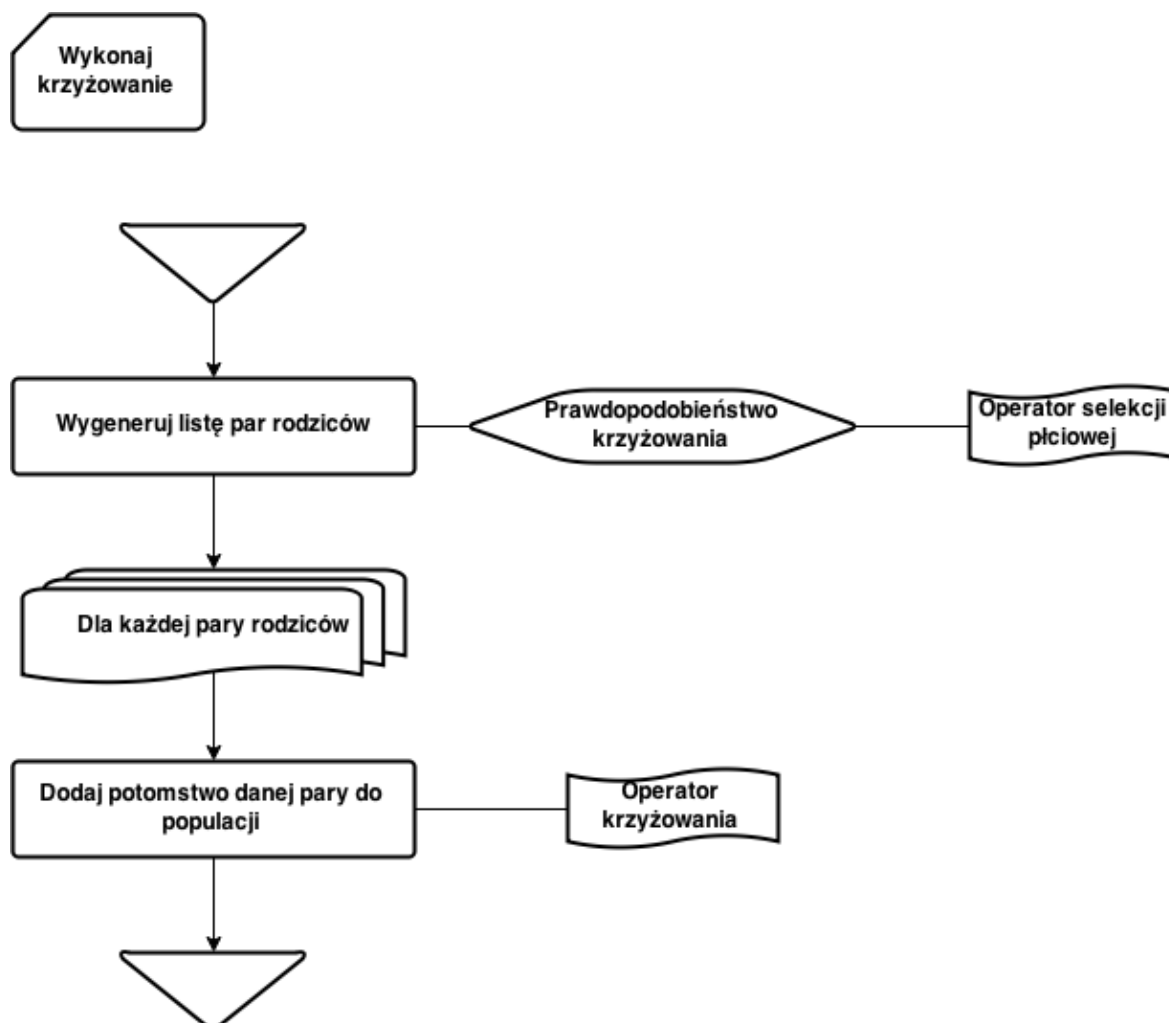 Wykonaj
krzyżowanie
Wygeneruj listę par rodziców
Prawdopodobieństwo
krzyżowania
Operator selekcji
płciowej
Dla każdej pary rodziców
Dodaj potomstwo danej pary do
populacji
Operator
krzyżowania